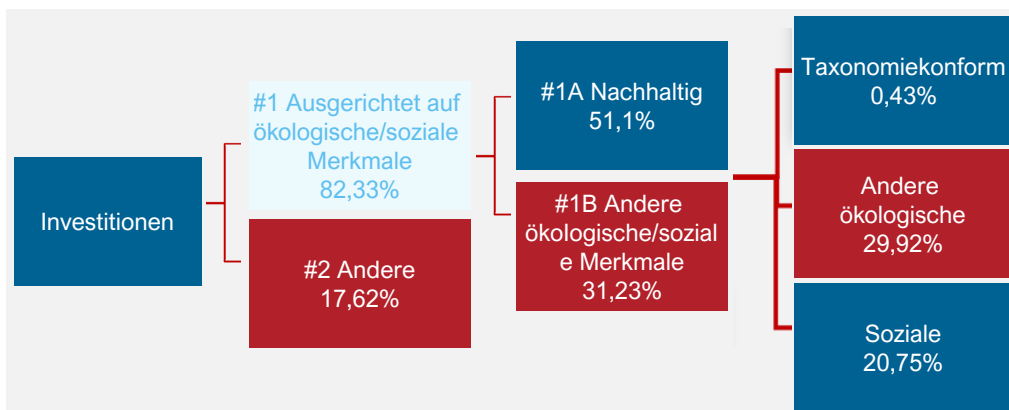 Investitionen
#1 Ausgerichtet auf
ökologische/soziale
Merkmale
82,33%
#2 Andere
17,62%
#1A Nachhaltig
51,1%
#1B Andere
ökologische/sozial
e Merkmale
31,23%
Taxonomiekonform
0,43%
Andere
ökologische
29,92%
Soziale
20,75%